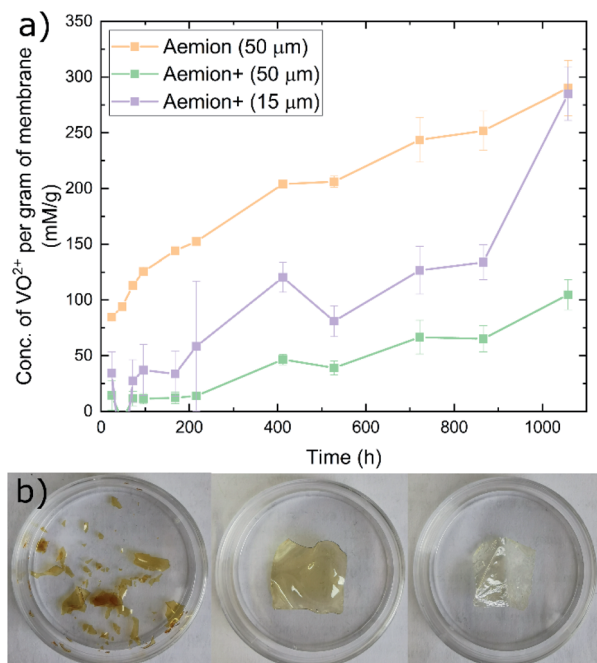 a)
350
300
250
200
150
100
50
0
Conc. of VO²⁺ per gram of membrane
(mM/g)
Aemion (50 μm)
Aemion+ (50 μm)
Aemion+ (15 μm)
0 200 400 600 800 1000
Time (h)
b)